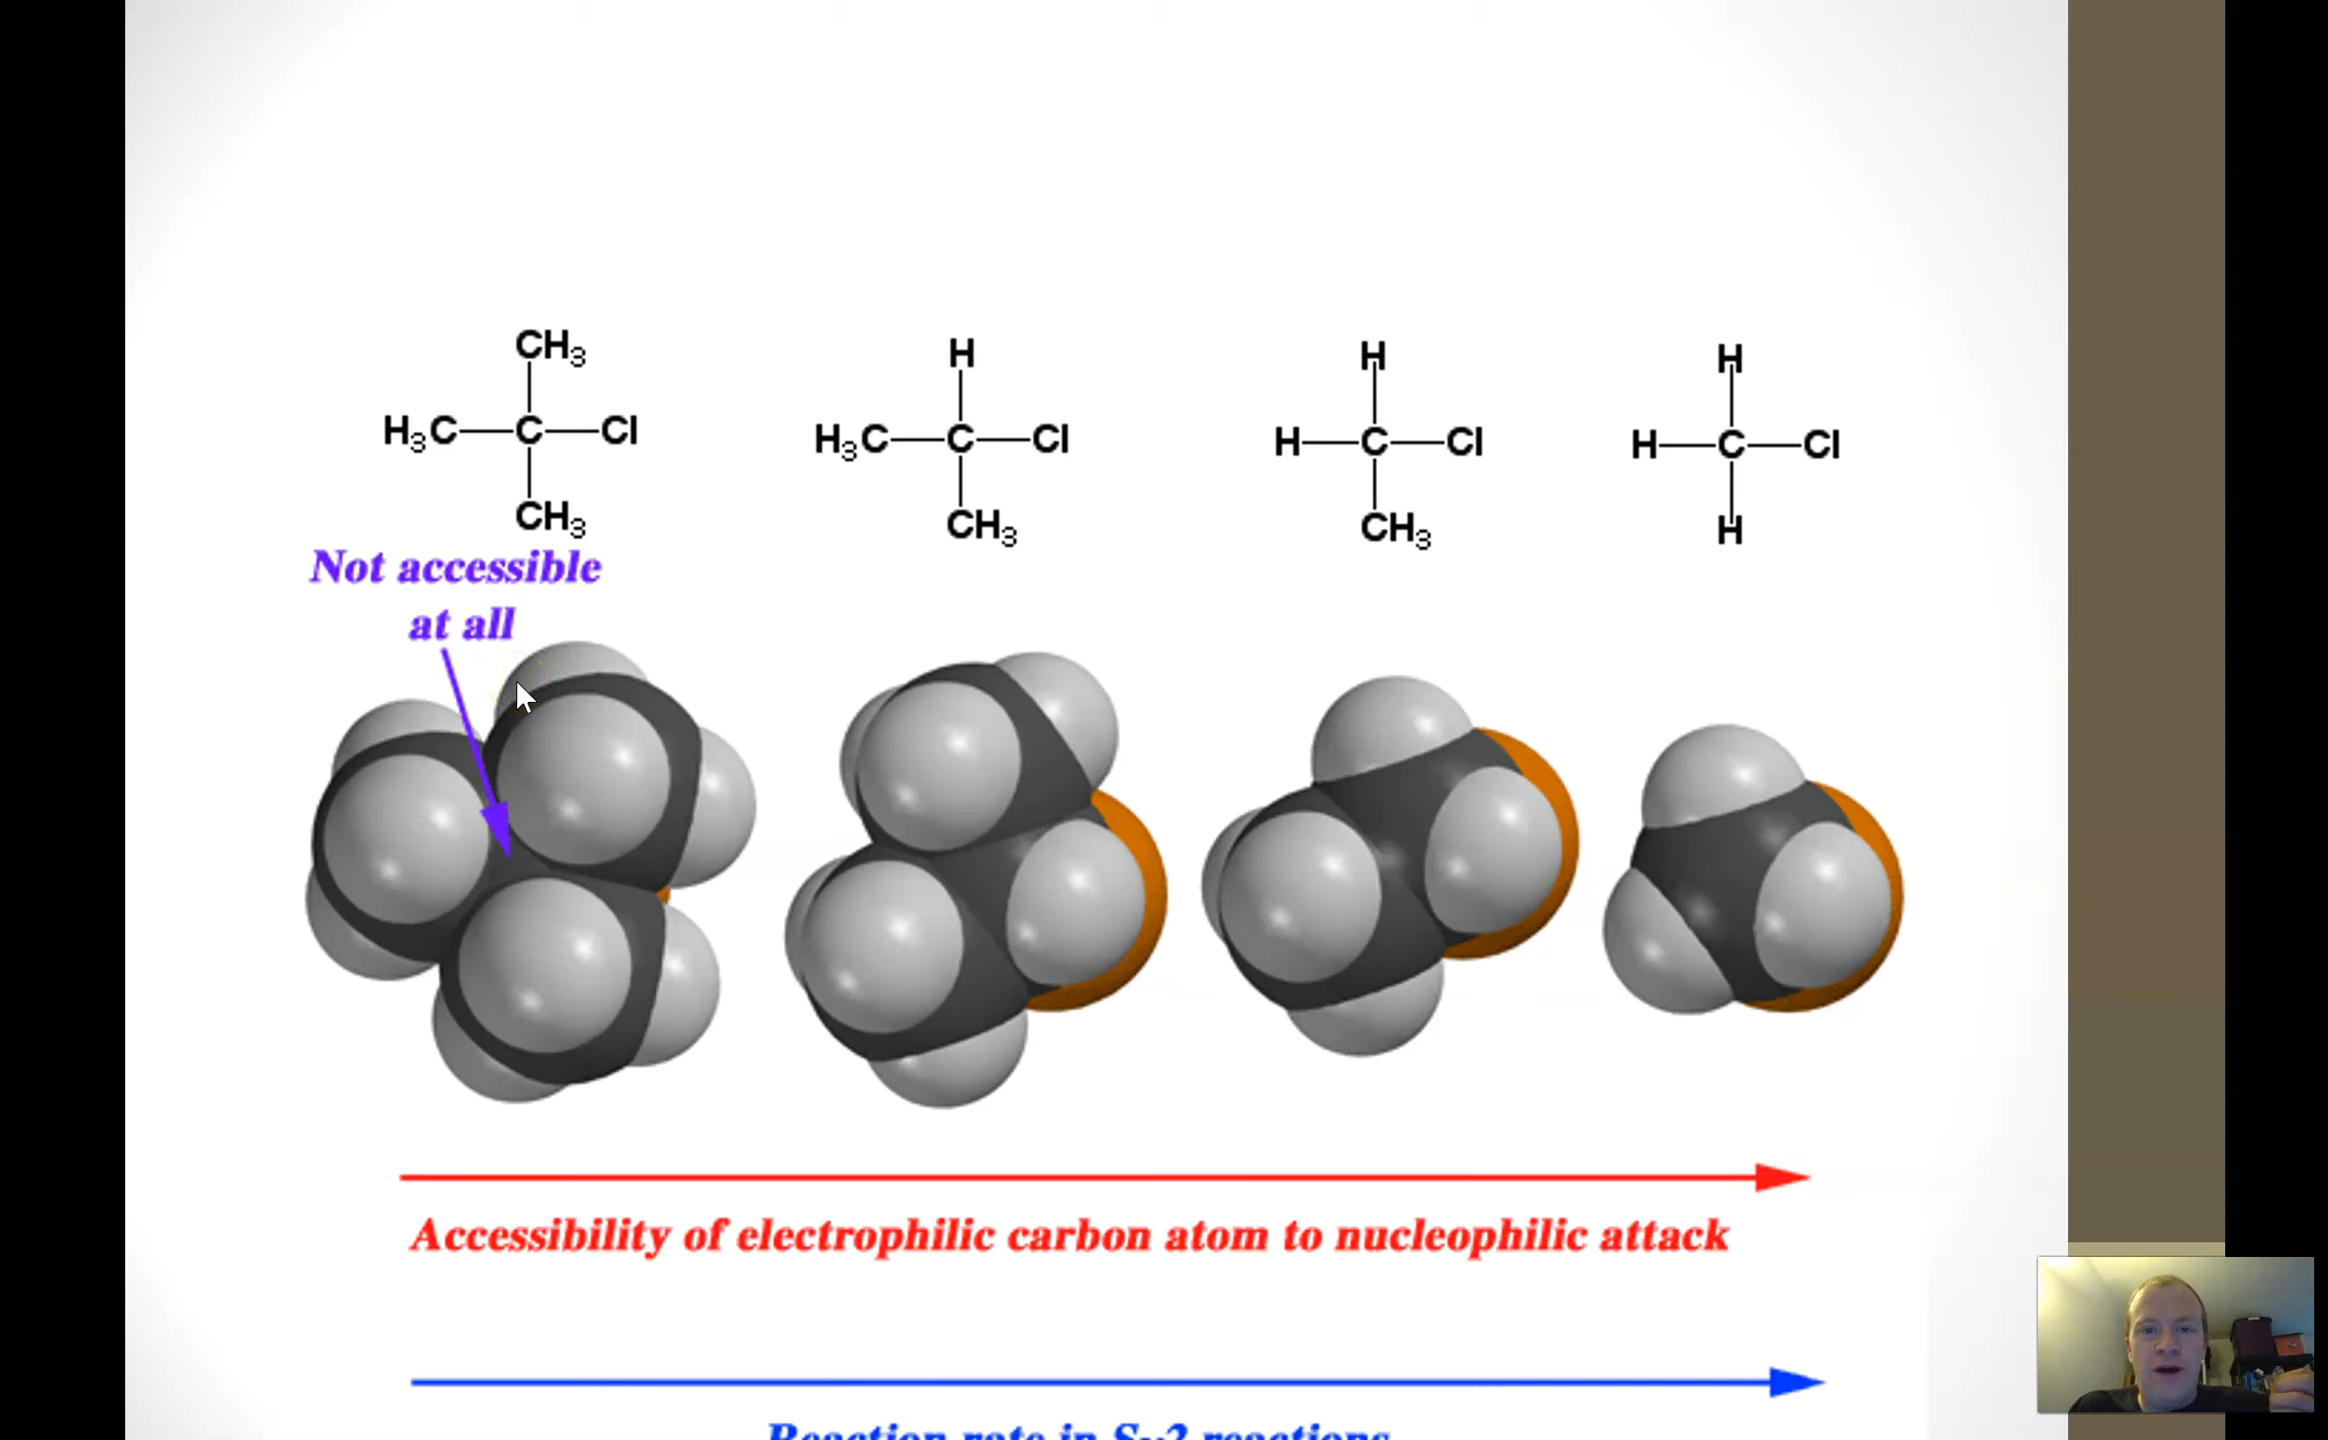 CH3 H H H
H3C—C—Cl H3C—C—Cl H—C—Cl H—C—Cl
CH3 CH3 CH3 H
Not accessible
at all
Accessibility of electrophilic carbon atom to nucleophilic attack
Reaction rate in SN2 reactions